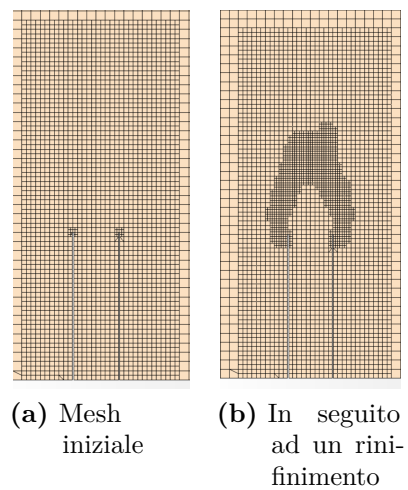 (a) Mesh
iniziale
(b) In seguito
ad un rini-
finimento